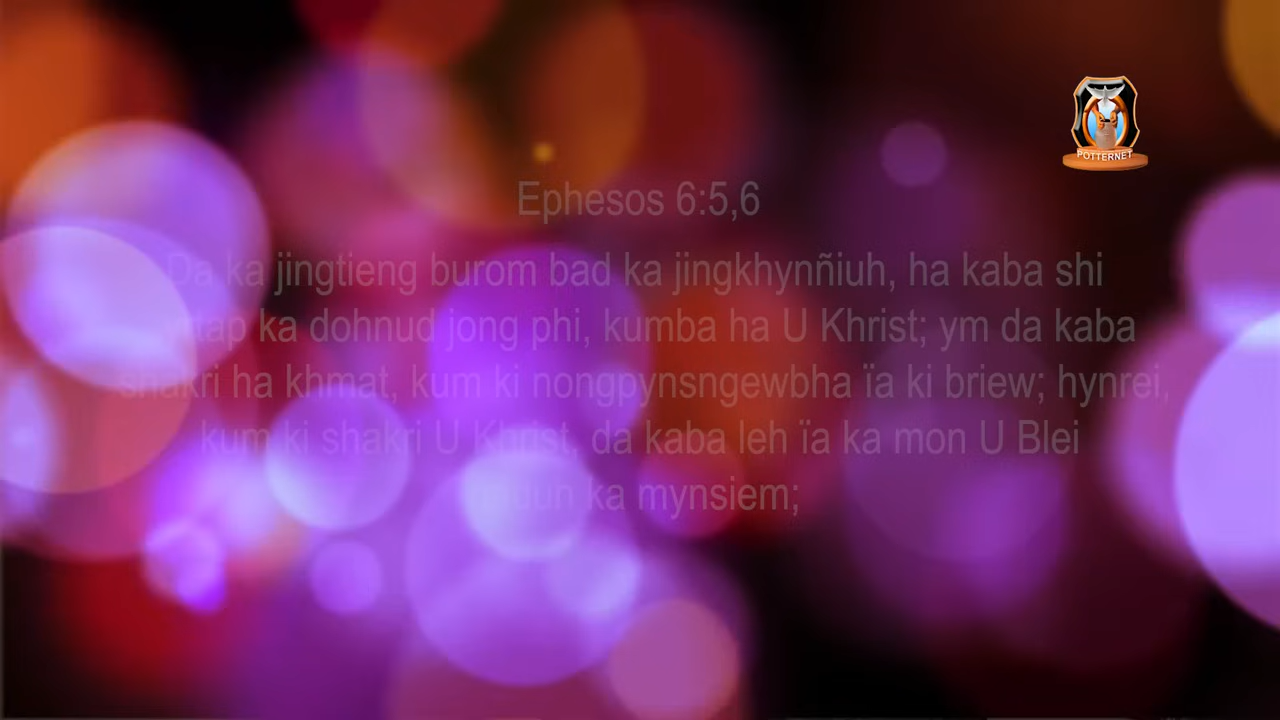 POTTERNET
Ephesos 6:5,6
Da ka jingtieng burom bad ka jingkhynñiuh, ha kaba shi
ka dohnud jong phi, kumba ha U Khrist; ym da kaba
shakri ha khmat, kum ki nongpynsngewbha ïa ki briew; hynrei,
kum ki shakri U Khrist, da kaba leh ïa ka mon U Blei
ka mynsiem;